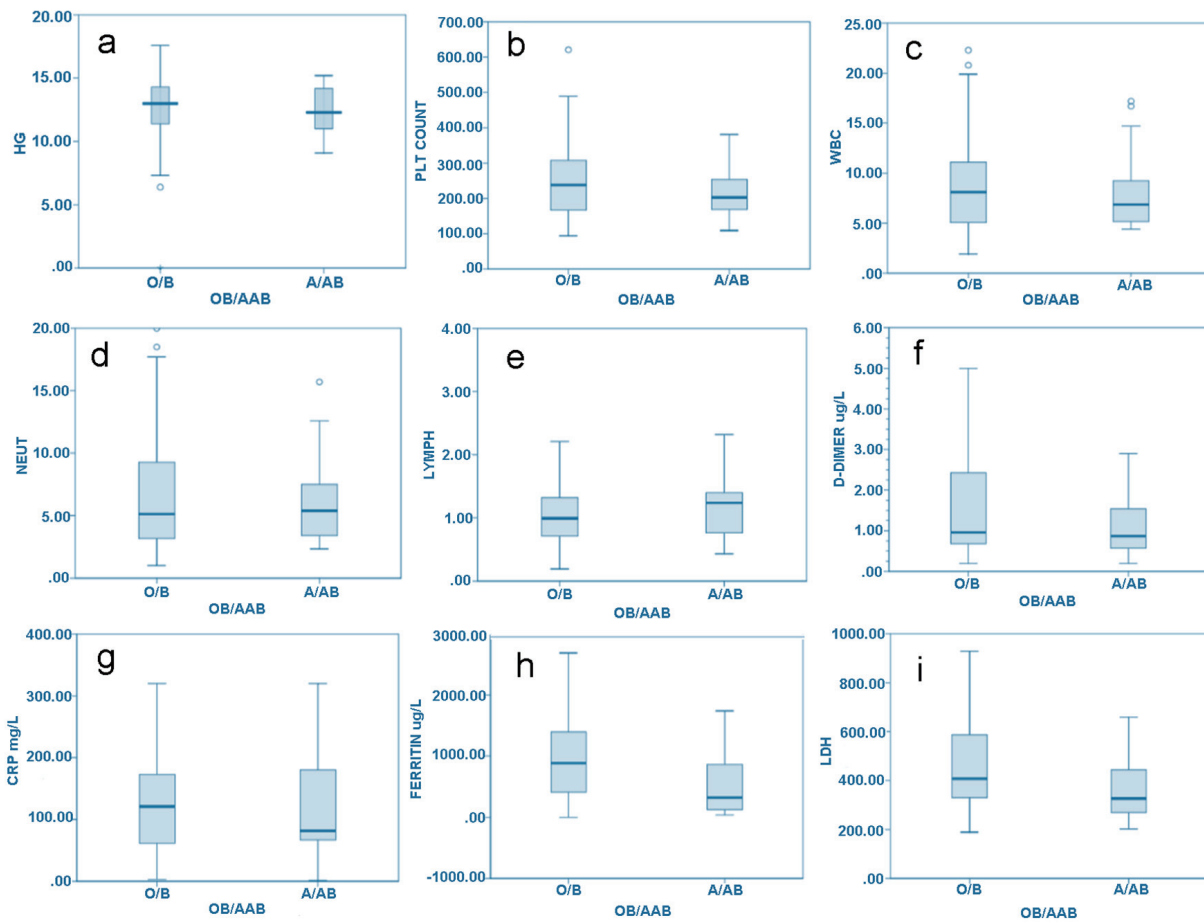 a
20.00
15.00
10.00
5.00
.00
HG
O/B
A/AB
OB/AAB
b
700.00
600.00
500.00
400.00
300.00
200.00
100.00
.00
PLT COUNT
O/B
A/AB
OB/AAB
c
25.00
20.00
15.00
10.00
5.00
.00
WBC
O/B
A/AB
OB/AAB
d
20.00
15.00
10.00
5.00
.00
NEUT
O/B
A/AB
OB/AAB
e
4.00
3.00
2.00
1.00
.00
LYMPH
O/B
A/AB
OB/AAB
f
6.00
5.00
4.00
3.00
2.00
1.00
.00
D-DIMER ug/L
O/B
A/AB
OB/AAB
g
400.00
300.00
200.00
100.00
.00
CRP mg/L
O/B
A/AB
OB/AAB
h
3000.00
2000.00
1000.00
.00
-1000.00
FERRITIN ug/L
O/B
A/AB
OB/AAB
i
1000.00
800.00
600.00
400.00
200.00
.00
LDH
O/B
A/AB
OB/AAB